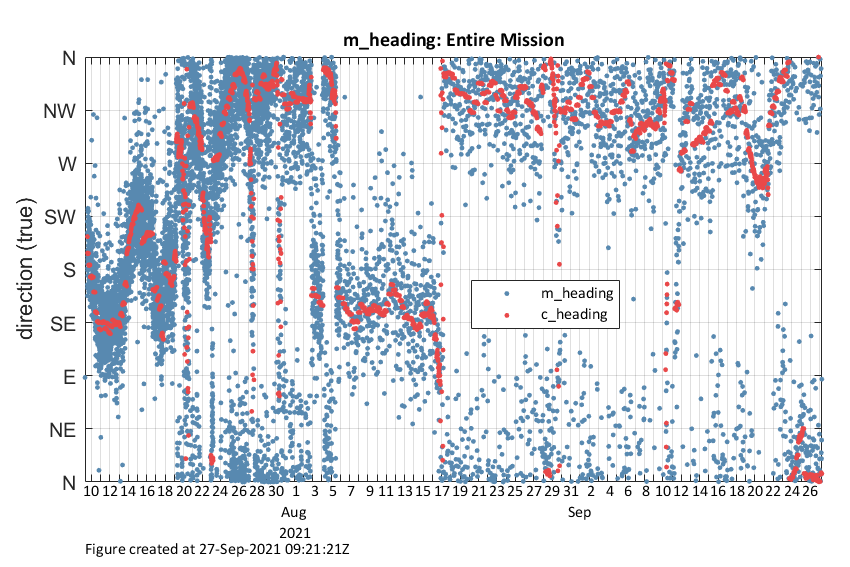 m_heading: Entire Mission
direction (true)
N
NW
W
SW
S
SE
E
NE
N
m_heading
c_heading
10 12 14 16 18 20 22 24 26 28 30 1 3 5 7 9 11 13 15 17 19 21 23 25 27 29 31 2 4 6 8 10 12 14 16 18 20 22 24 26
Aug Sep
2021
Figure created at 27-Sep-2021 09:21:21Z